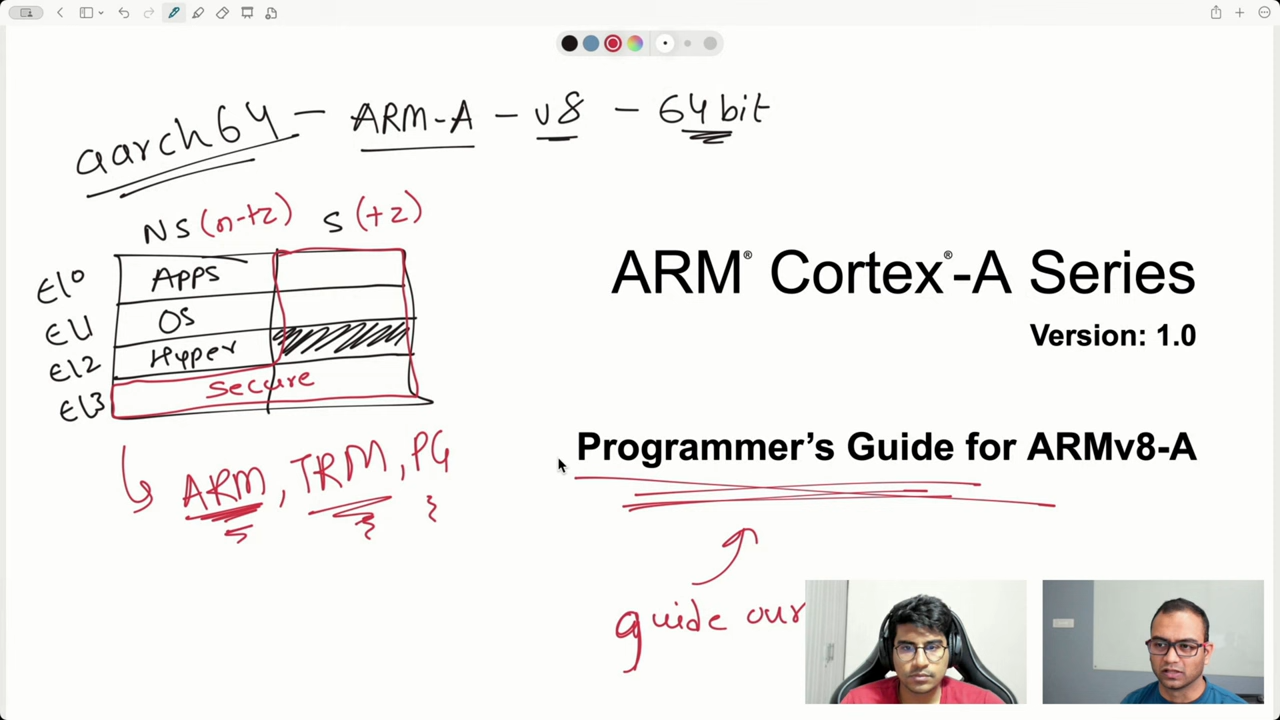 aarch64 - ARM-A - v8 - 64 bit
NS (n-tz) S (tz)
El0 Apps
El1 OS
El2 Hyper
El3 Secure
ARM, TRM, PG
ARM® Cortex®-A Series
Version: 1.0
Programmer's Guide for ARMv8-A
guide our